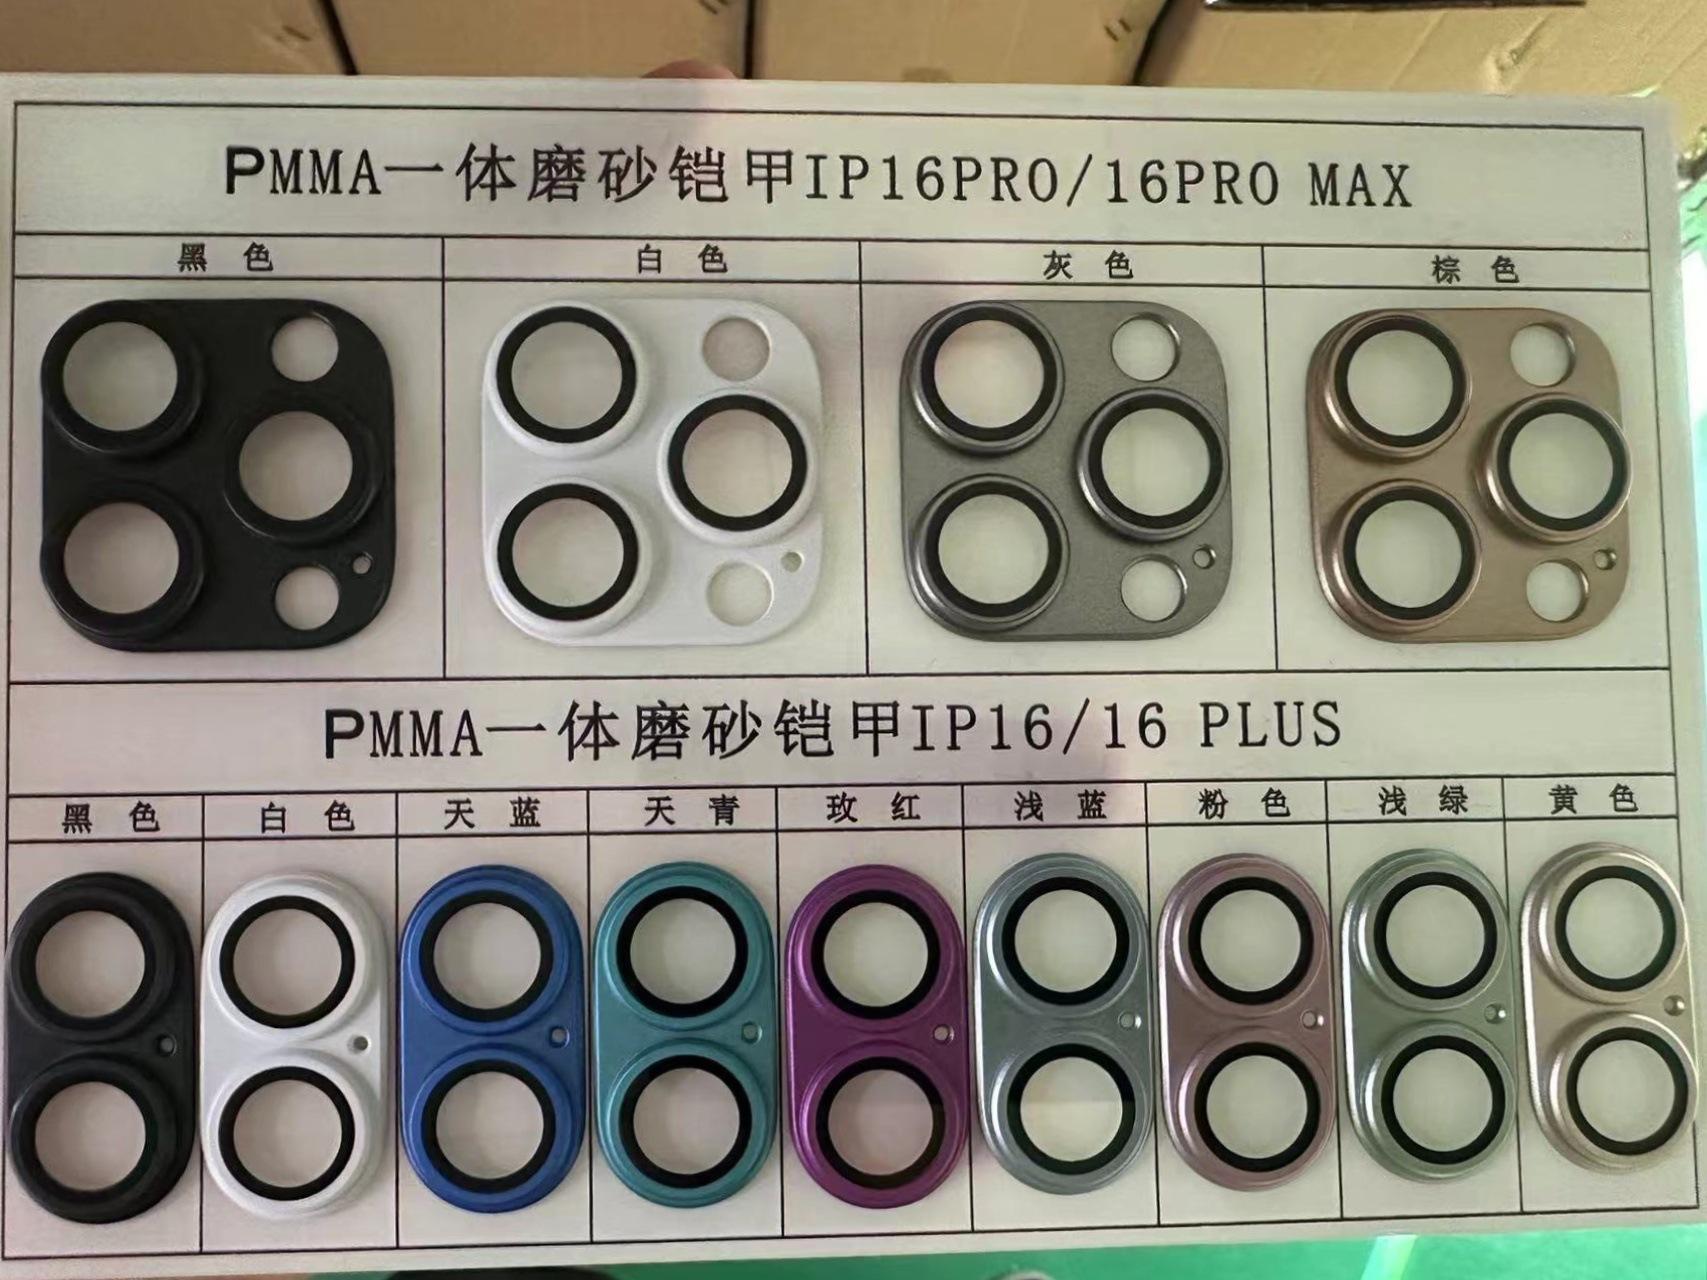 PMMA一体磨砂铠甲IP16PRO/16PRO MAX
黑色 白色 灰色 棕色
PMMA一体磨砂铠甲IP16/16 PLUS
黑色 白色 天蓝 天青 玫红 浅蓝 粉色 浅绿 黄色